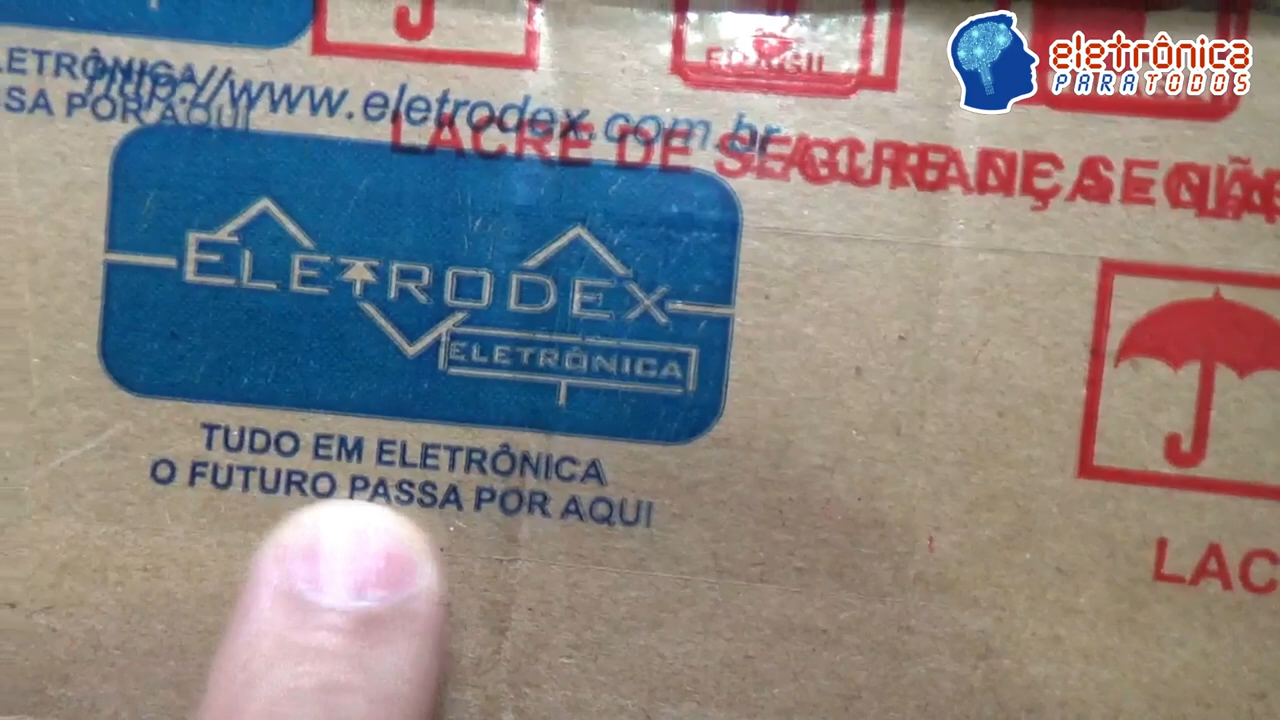 eletrônica
PARATODOS
LETRÔNICA
SA POR AQUI
http://www.eletrodex.com.br
LACRE DE SEGURANÇA
ELETRODEX
ELETRÔNICA
TUDO EM ELETRÔNICA
O FUTURO PASSA POR AQUI
LAC